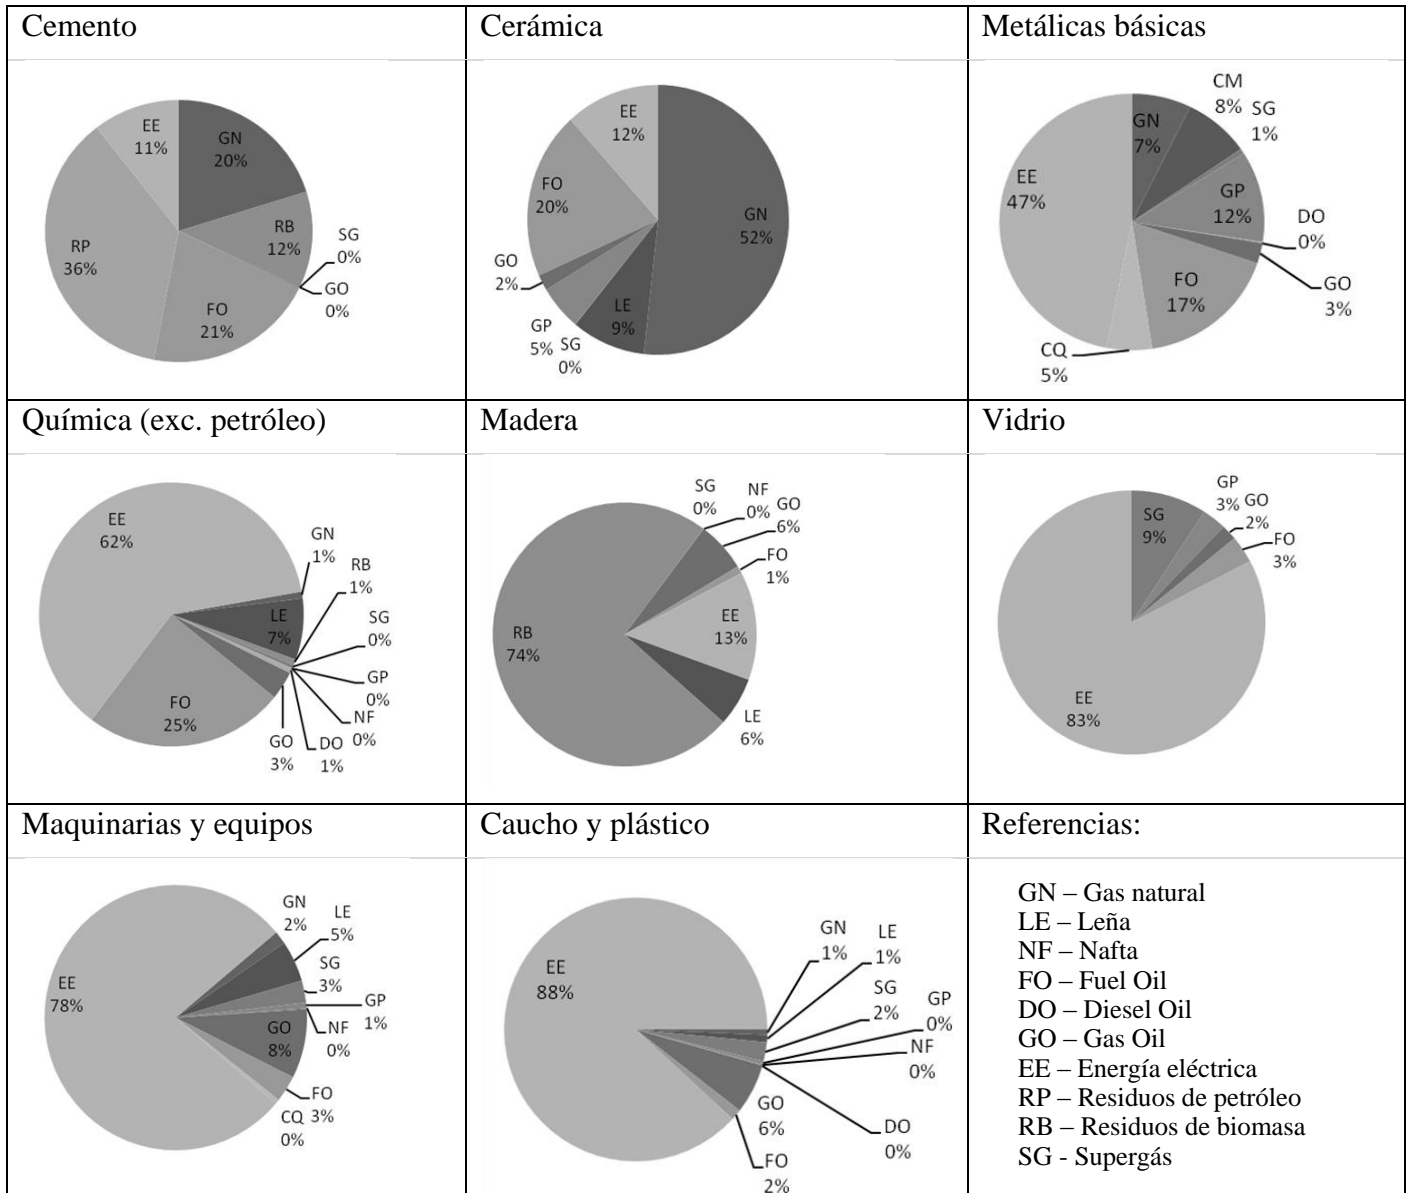 Cemento
EE
11%
GN
20%
RB
12%
SG
0%
GO
0%
FO
21%
RP
36%
Cerámica
EE
12%
GN
52%
FO
20%
GO
2%
GP
5%
SG
0%
LE
9%
Metálicas básicas
CM
8%
SG
1%
GN
7%
EE
47%
GP
12%
DO
0%
GO
3%
FO
17%
CQ
5%
Química (exc. petróleo)
EE
62%
GN
1%
RB
1%
LE
7%
SG
0%
GP
0%
NF
0%
DO
1%
GO
3%
FO
25%
Madera
SG
0%
NF
0%
GO
6%
FO
1%
EE
13%
LE
6%
RB
74%
Vidrio
SG
9%
GP
3%
GO
2%
FO
3%
EE
83%
Maquinarias y equipos
GN
2%
LE
5%
SG
3%
GP
1%
NF
0%
GO
8%
FO
3%
CQ
0%
EE
78%
Caucho y plástico
EE
88%
GN
1%
LE
1%
SG
2%
GP
0%
NF
0%
DO
0%
GO
6%
FO
2%
Referencias:
GN – Gas natural
LE – Leña
NF – Nafta
FO – Fuel Oil
DO – Diesel Oil
GO – Gas Oil
EE – Energía eléctrica
RP – Residuos de petróleo
RB – Residuos de biomasa
SG - Supergás